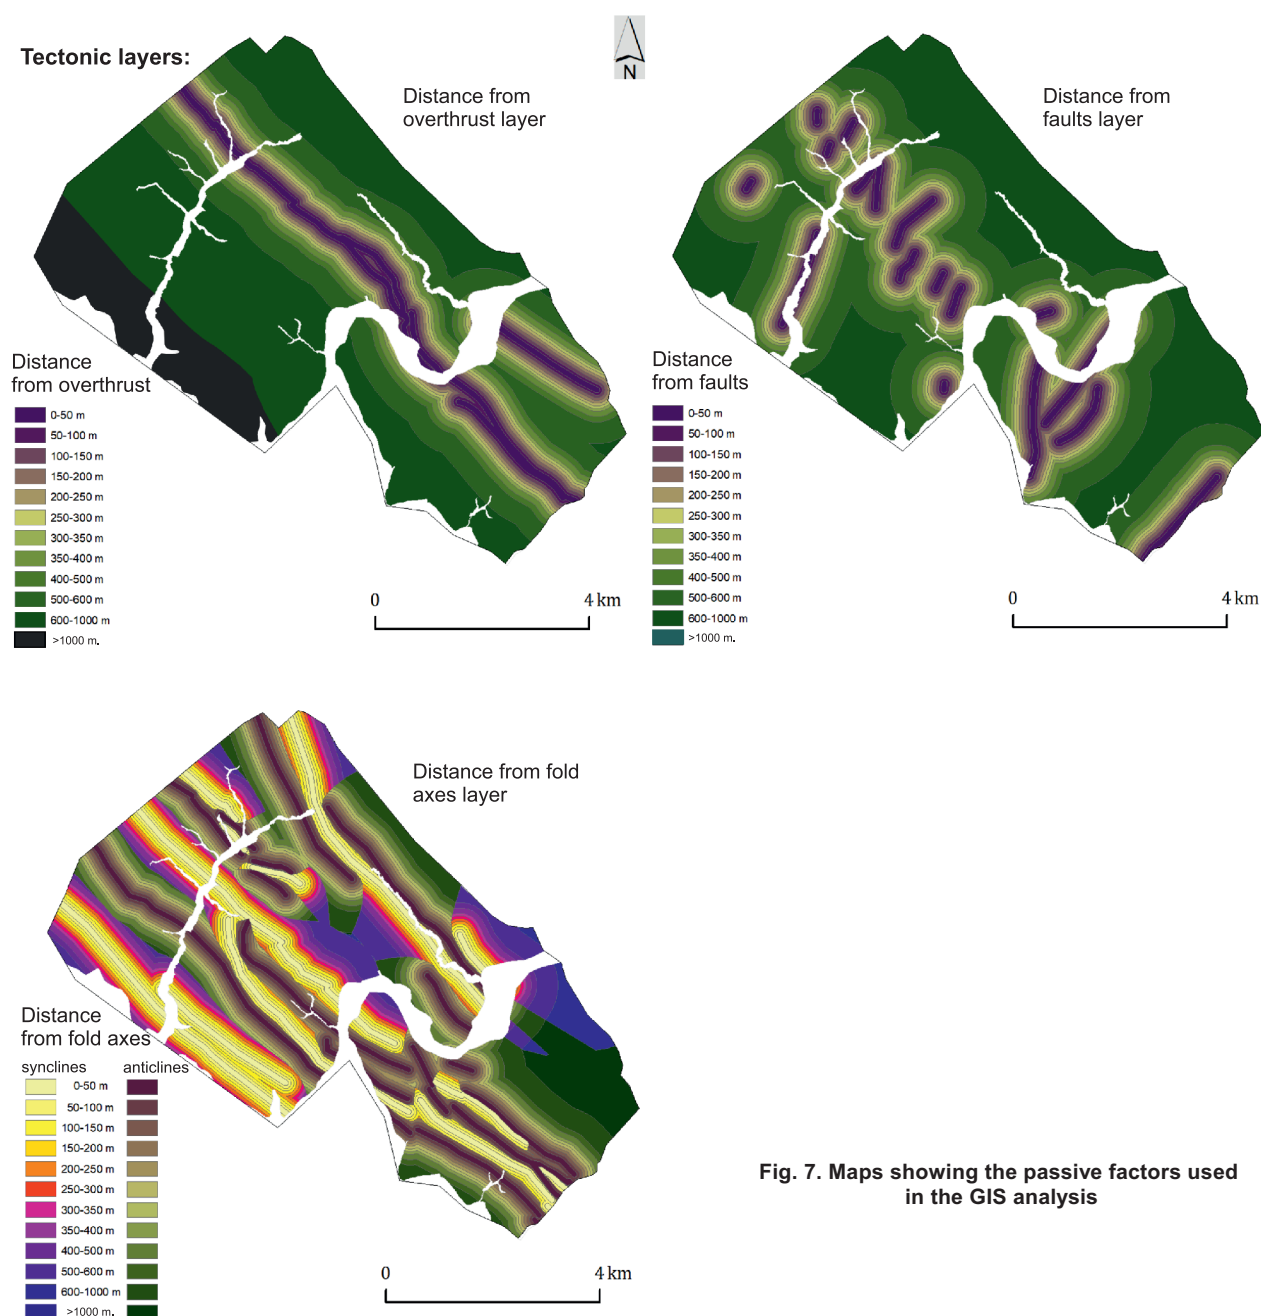 Tectonic layers:
N
Distance from
overthrust layer
Distance
from overthrust
0-50 m
50-100 m
100-150 m
150-200 m
200-250 m
250-300 m
300-350 m
350-400 m
400-500 m
500-600 m
600-1000 m
>1000 m.
0
4 km
Distance from
faults layer
Distance
from faults
0-50 m
50-100 m
100-150 m
150-200 m
200-250 m
250-300 m
300-350 m
350-400 m
400-500 m
500-600 m
600-1000 m
>1000 m.
0
4 km
Distance from fold
axes layer
Distance
from fold axes
synclines
anticlines
0-50 m
50-100 m
100-150 m
150-200 m
200-250 m
250-300 m
300-350 m
350-400 m
400-500 m
500-600 m
600-1000 m
>1000 m.
0
4 km
Fig. 7. Maps showing the passive factors used
in the GIS analysis